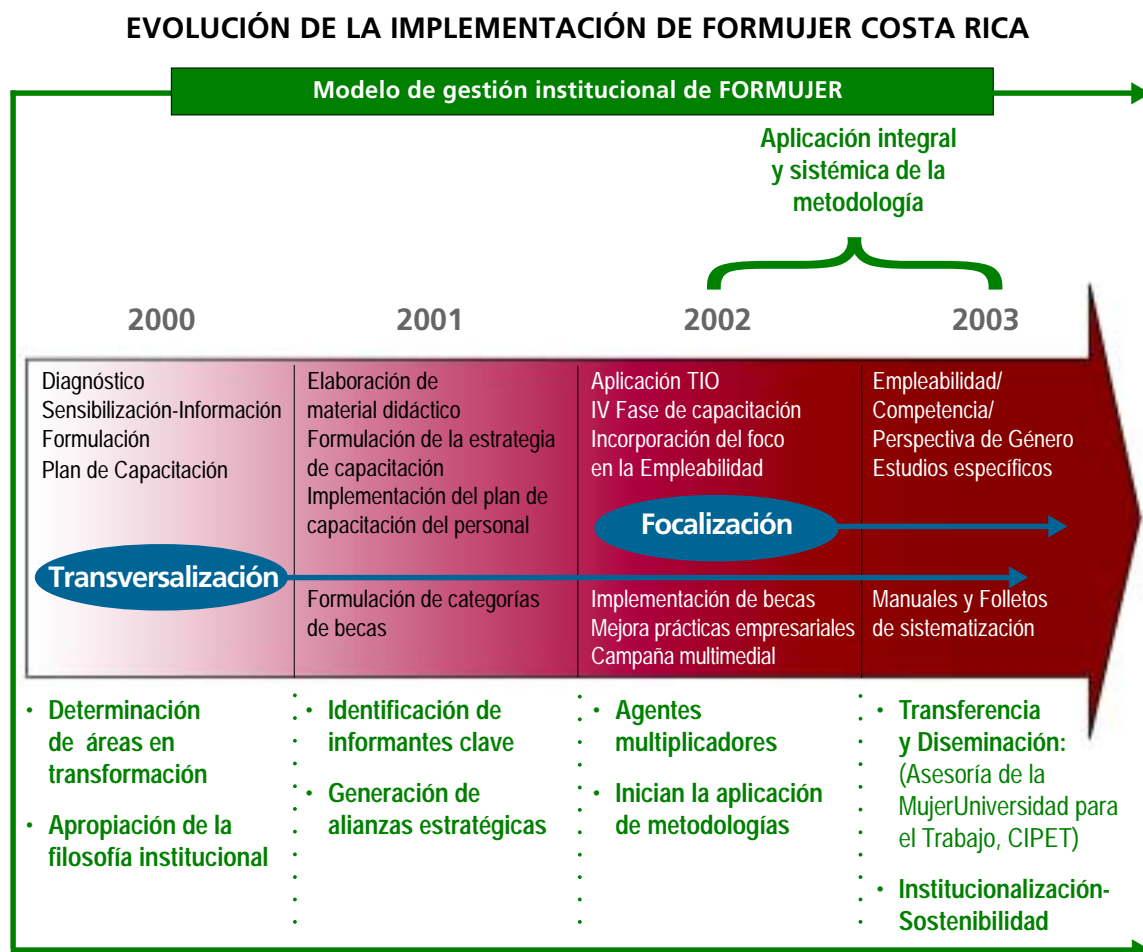 EVOLUCIÓN DE LA IMPLEMENTACIÓN DE FORMUJER COSTA RICA
Modelo de gestión institucional de FORMUJER
Aplicación integral
y sistémica de la
metodología
2000
2001
2002
2003
Diagnóstico
Sensibilización-Información
Formulación
Plan de Capacitación
Elaboración de
material didáctico
Formulación de la estrategia
de capacitación
Implementación del plan de
capacitación del personal
Aplicación TIO
IV Fase de capacitación
Incorporación del foco
en la Empleabilidad
Empleabilidad/
Competencia/
Perspectiva de Género
Estudios específicos
Focalización
Transversalización
Formulación de categorías
de becas
Implementación de becas
Mejora prácticas empresariales
Campaña multimedial
Manuales y Folletos
de sistematización
• Determinación
de áreas en
transformación
• Apropiación de la
filosofía institucional
• Identificación de
informantes clave
• Generación de
alianzas estratégicas
• Agentes
multiplicadores
• Inician la aplicación
de metodologías
• Transferencia
y Diseminación:
(Asesoría de la
MujerUniversidad para
el Trabajo, CIPET)
• Institucionalización-
Sostenibilidad